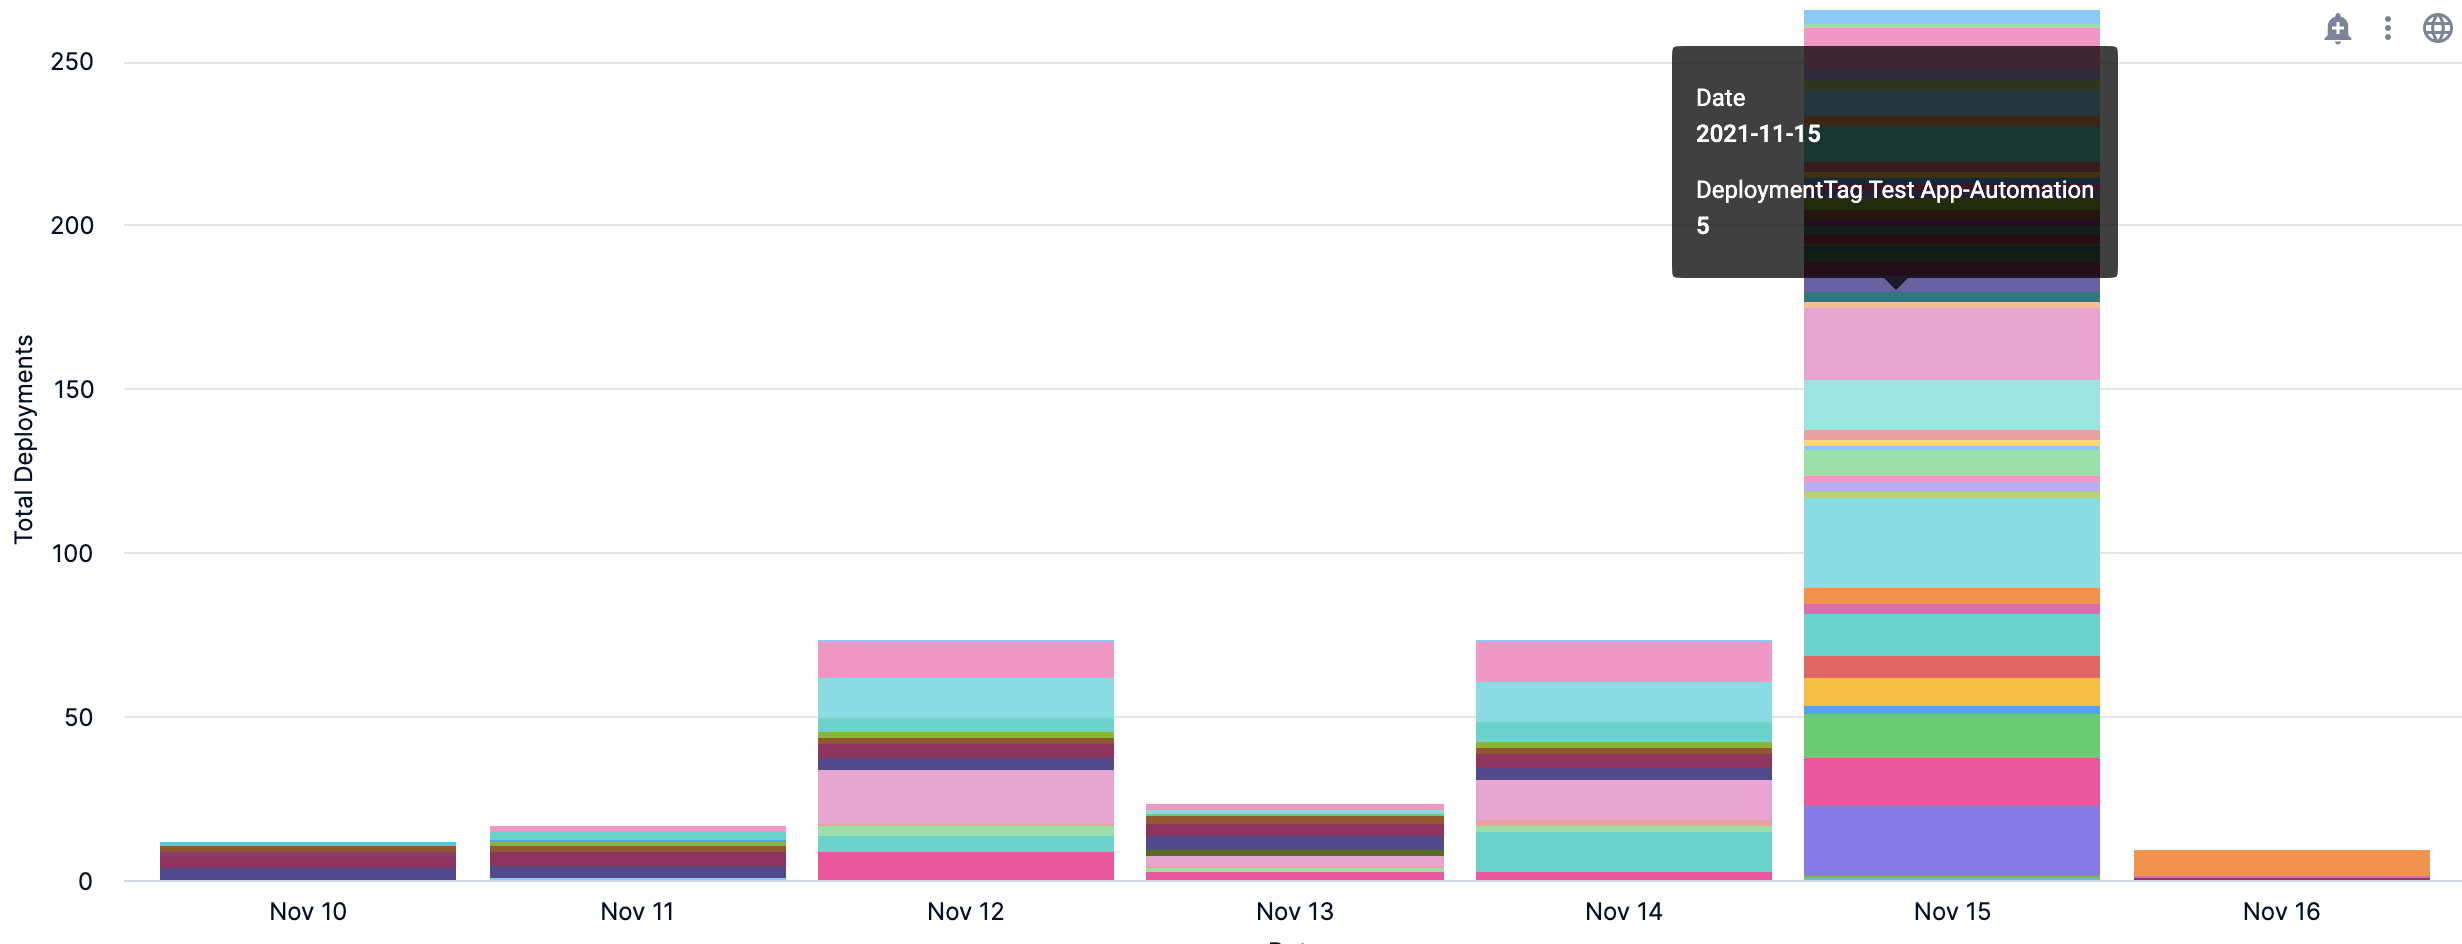 250
200
150
100
50
0
Total Deployments
Date
2021-11-15
DeploymentTag Test App-Automation
5
Nov 10
Nov 11
Nov 12
Nov 13
Nov 14
Nov 15
Nov 16